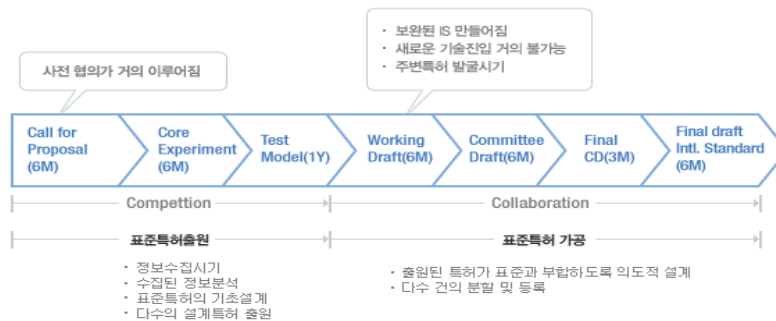 · 보완된 IS 만들어짐
· 새로운 기술진입 거의 불가능
· 주변특허 발굴시기
사전 협의가 거의 이루어짐
Call for
Proposal
(6M)
Core
Experiment
(6M)
Test
Model(1Y)
Working
Draft(6M)
Committee
Draft(6M)
Final
CD(3M)
Final draft
Intl. Standard
(6M)
Compettion
Collaboration
표준특허출원
표준특허 가공
· 정보수집시기
· 수집된 정보분석
· 표준특허의 기초설계
· 다수의 설계특허 출원
· 출원된 특허가 표준과 부합하도록 의도적 설계
· 다수 건의 분할 및 등록